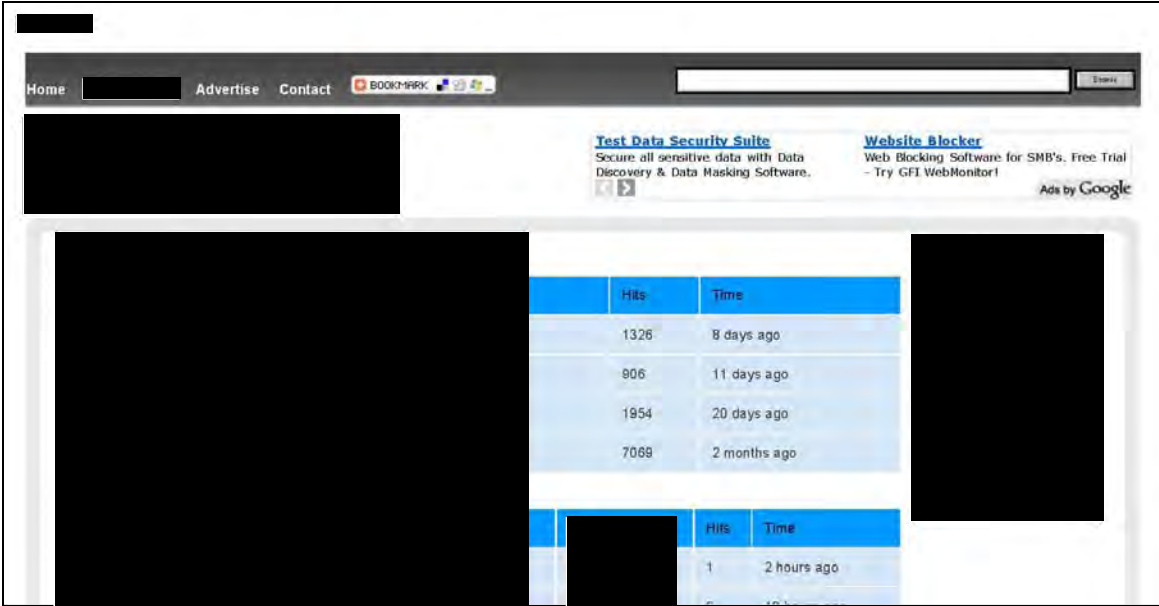 Home Advertise Contact BOOKMARK
Test Data Security Suite
Secure all sensitive data with Data
Discovery & Data Masking Software.
Website Blocker
Web Blocking Software for SMB's. Free Trial
- Try GFI WebMonitor!
Ads by Google
Hits Time
1326 8 days ago
906 11 days ago
1954 20 days ago
7069 2 months ago
Hits Time
1 2 hours ago